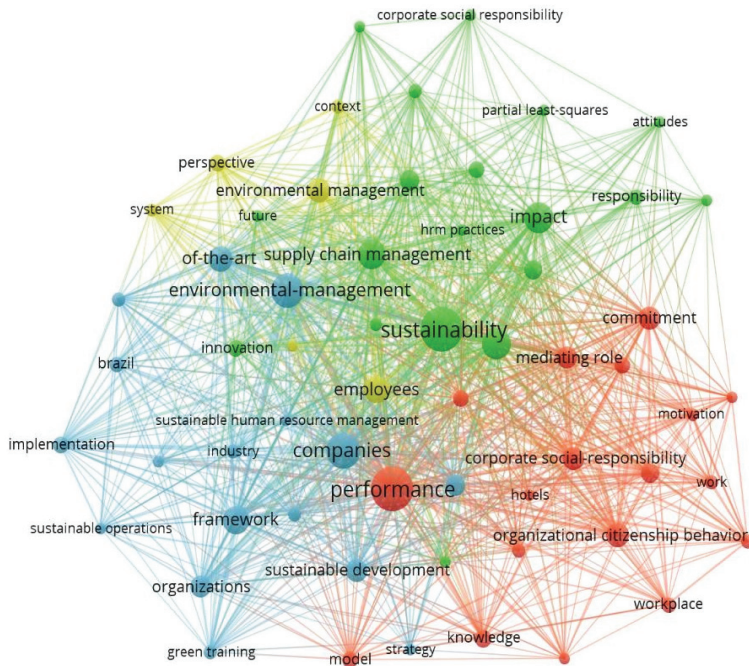 corporate social responsibility
context
partial least-squares
attitudes
perspective
environmental management
responsibility
system
future
impact
hrm practices
of-the-art
supply chain management
environmental-management
sustainability
commitment
innovation
brazil
mediating role
employees
motivation
sustainable human resource management
implementation
industry
companies
corporate social-responsibility
work
performance
hotels
sustainable operations
framework
organizational citizenship behavior
organizations
sustainable development
workplace
knowledge
green training
model
strategy